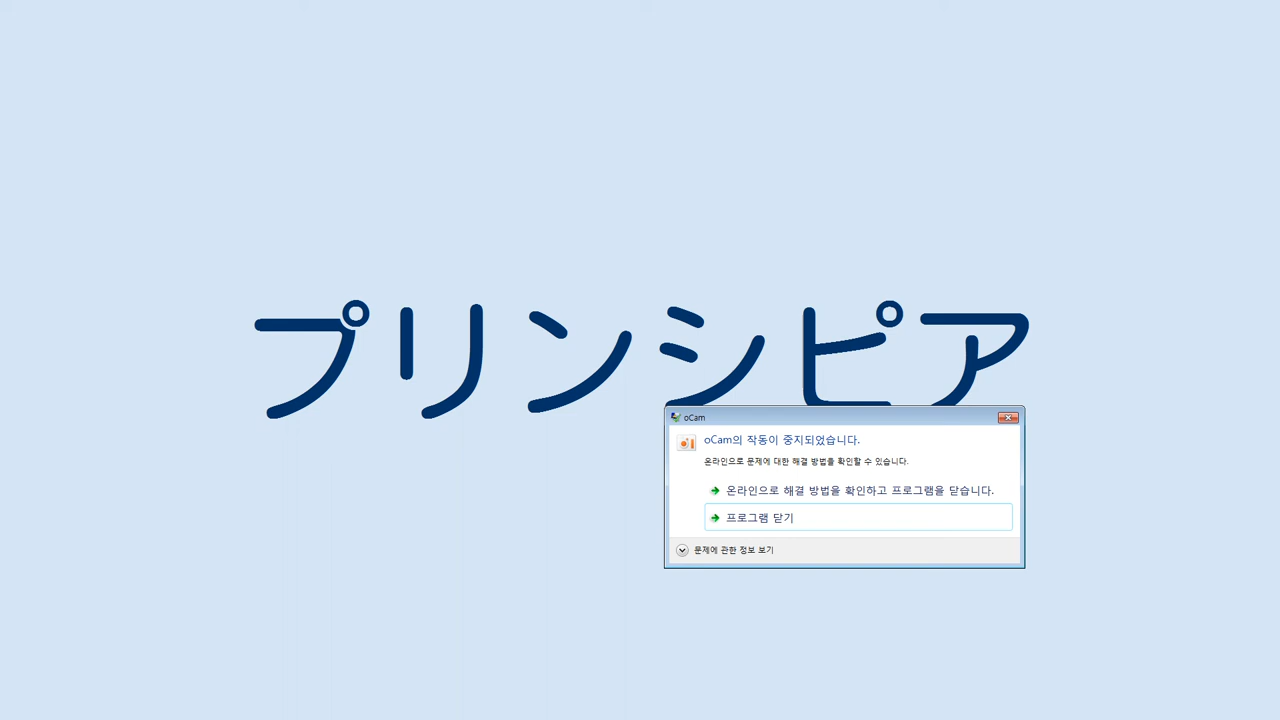 プリンシピア
oCam
oCam의 작동이 중지되었습니다.
온라인으로 문제에 대한 해결 방법을 확인할 수 있습니다.
온라인으로 해결 방법을 확인하고 프로그램을 닫습니다.
프로그램 닫기
문제에 관한 정보 보기